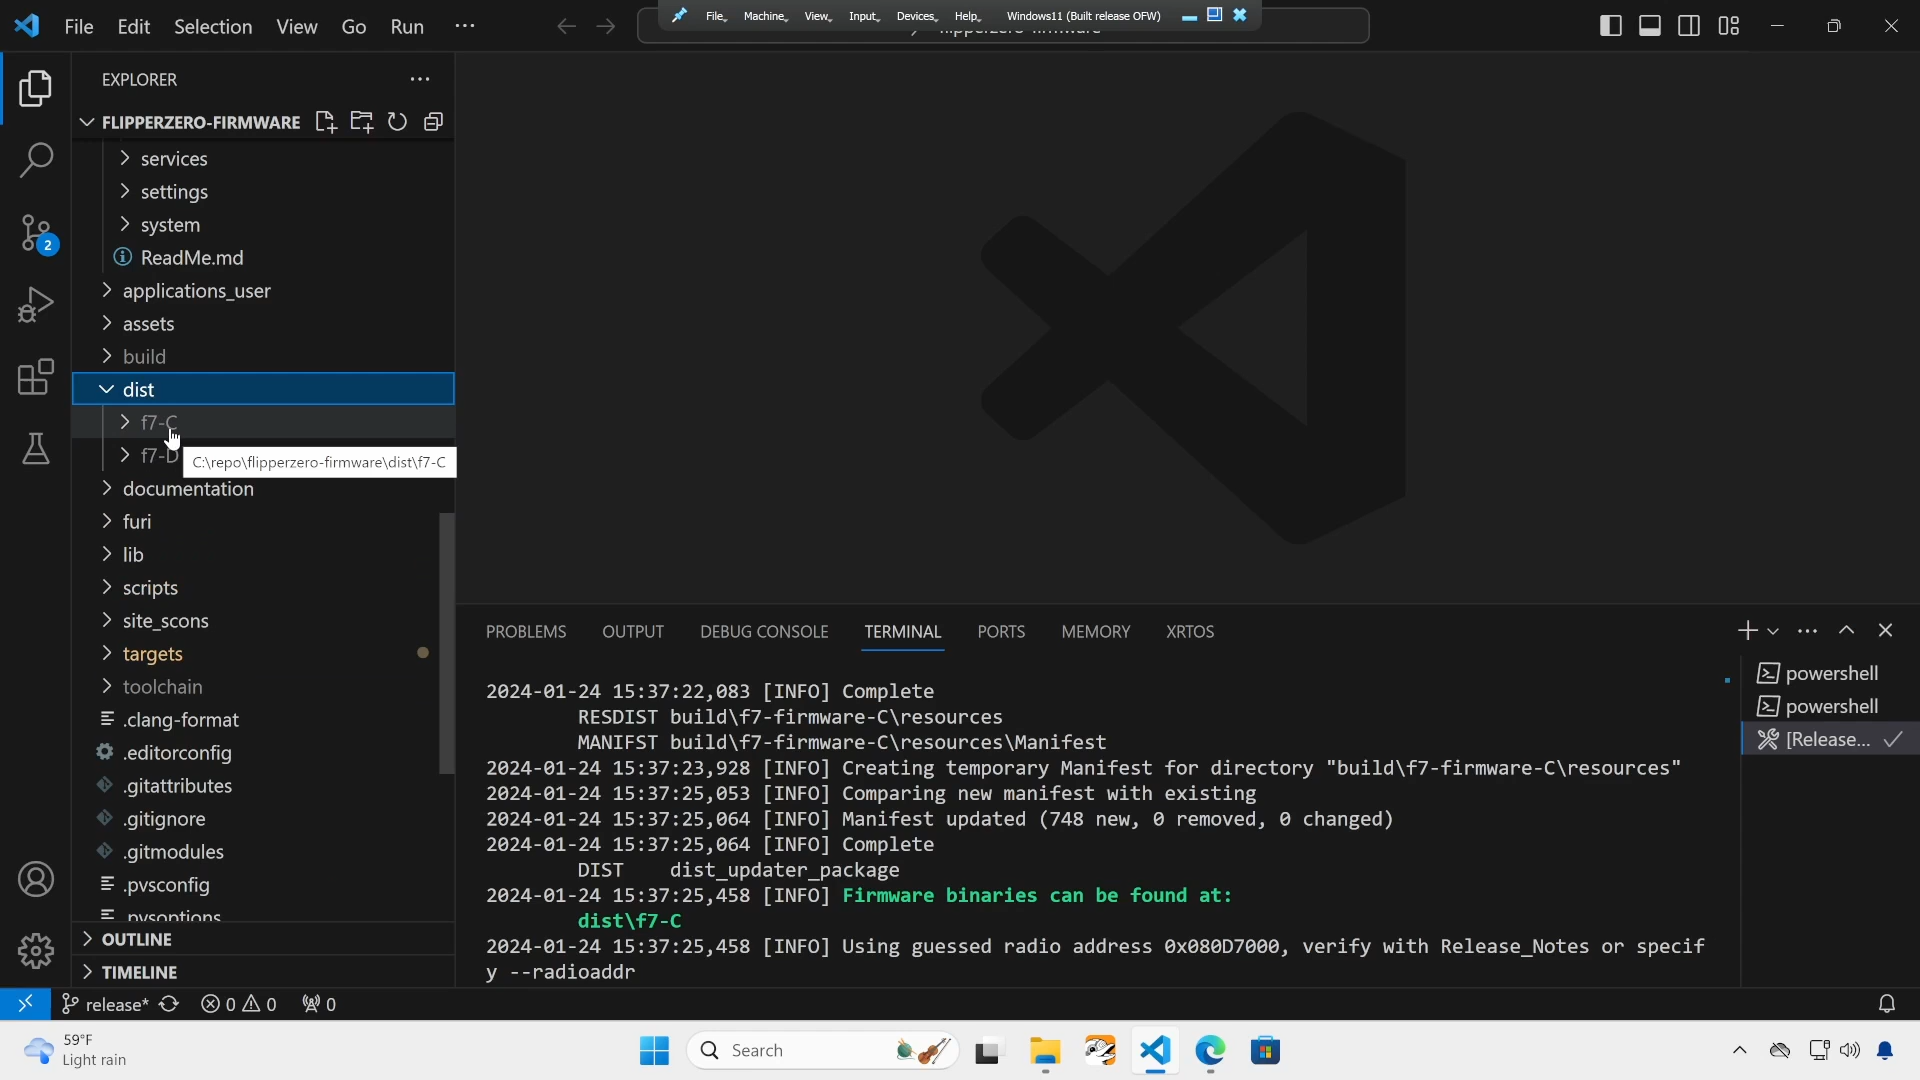 File Edit Selection View Go Run ···
File Machine View Input Devices Help Windows11 (Built release OFW)
flipperzero-firmware
EXPLORER
FLIPPERZERO-FIRMWARE
services
settings
system
ReadMe.md
applications_user
assets
build
dist
f7-C
f7-D
C:\repo\flipperzero-firmware\dist\f7-C
documentation
furi
lib
scripts
site_scons
targets
toolchain
.clang-format
.editorconfig
.gitattributes
.gitignore
.gitmodules
.pvsconfig
.pvsoptions
OUTLINE
TIMELINE
2
PROBLEMS OUTPUT DEBUG CONSOLE TERMINAL PORTS MEMORY XRTOS
2024-01-24 15:37:22,083 [INFO] Complete
RESDIST build\f7-firmware-C\resources
MANIFST build\f7-firmware-C\resources\Manifest
2024-01-24 15:37:23,928 [INFO] Creating temporary Manifest for directory "build\f7-firmware-C\resources"
2024-01-24 15:37:25,053 [INFO] Comparing new manifest with existing
2024-01-24 15:37:25,064 [INFO] Manifest updated (748 new, 0 removed, 0 changed)
2024-01-24 15:37:25,064 [INFO] Complete
DIST dist_updater_package
2024-01-24 15:37:25,458 [INFO] Firmware binaries can be found at:
dist\f7-C
2024-01-24 15:37:25,458 [INFO] Using guessed radio address 0x080D7000, verify with Release_Notes or specif
y --radioaddr
powershell
powershell
[Release...
release* 0 0 0
59°F
Light rain
Search